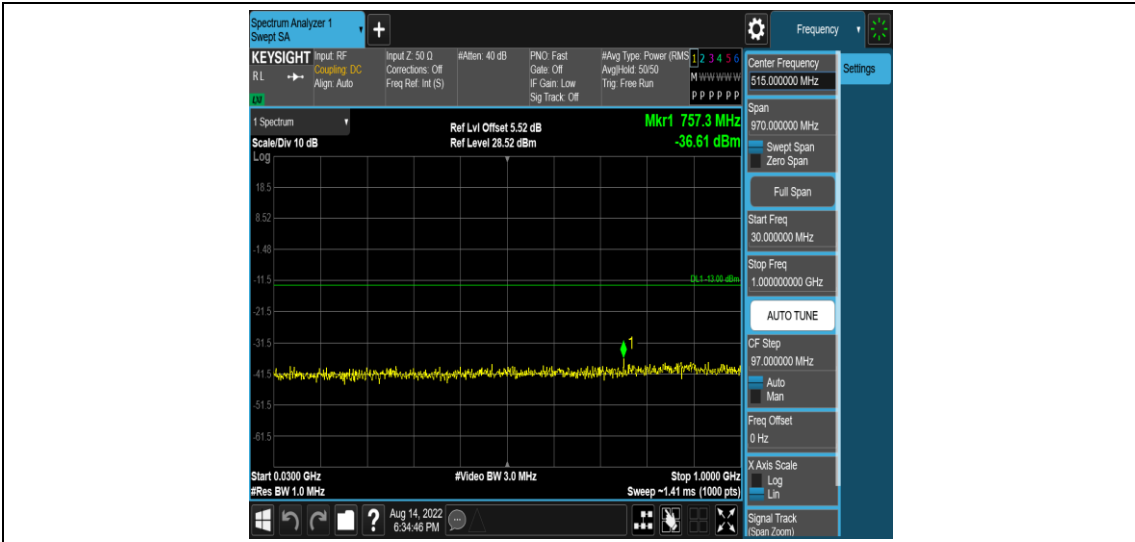 Spectrum Analyzer 1
Swept SA
+
Frequency
KEYSIGHT
RL
LXI
Input: RF
Coupling: DC
Align: Auto
Input Z: 50 Ω
Corrections: Off
Freq Ref: Int (S)
#Atten: 40 dB
PNO: Fast
Gate: Off
IF Gain: Low
Sig Track: Off
#Avg Type: Power (RMS
Avg|Hold: 50/50
Trig: Free Run
1 2 3 4 5 6
M W W W W W
P P P P P P
1 Spectrum
Scale/Div 10 dB
Log
Ref Lvl Offset 5.52 dB
Ref Level 28.52 dBm
Mkr1 757.3 MHz
-36.61 dBm
18.5
8.52
-1.48
-11.5
DL1 -13.00 dBm
-21.5
-31.5
1
-41.5
-51.5
-61.5
Start 0.0300 GHz
#Res BW 1.0 MHz
#Video BW 3.0 MHz
Stop 1.0000 GHz
Sweep ~1.41 ms (1000 pts)
?
Aug 14, 2022
6:34:46 PM
Center Frequency
515.000000 MHz
Span
970.000000 MHz
Swept Span
Zero Span
Full Span
Start Freq
30.000000 MHz
Stop Freq
1.000000000 GHz
AUTO TUNE
CF Step
97.000000 MHz
Auto
Man
Freq Offset
0 Hz
X Axis Scale
Log
Lin
Signal Track
(Span Zoom)
Settings